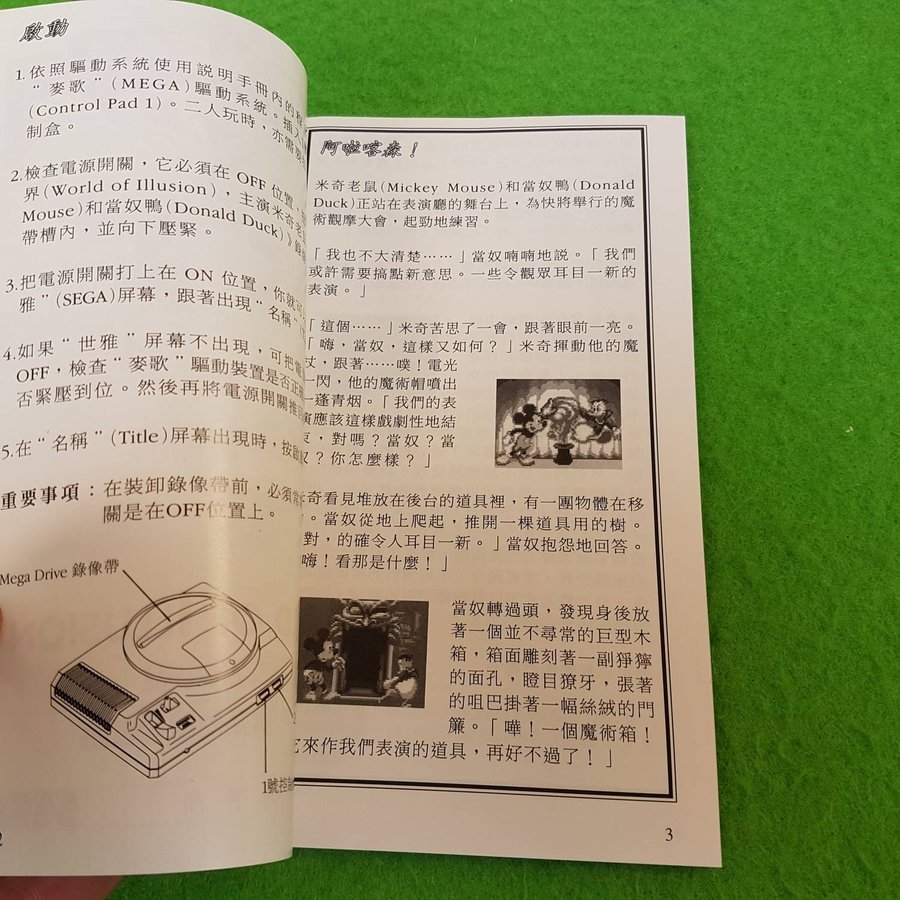 啟動
1.依照驅動系統使用説明手冊內的
“麥歌”(MEGA)驅動系統。插
(Control Pad 1)。二人玩時，亦需要
制盒。
2.檢查電源開關，它必須在 OFF 位置，
界(World of Illusion)，主演米奇老
Mouse)和當奴鴨(Donald Duck)》錄
帶槽內，並向下壓緊。
3.把電源開關打上在 ON 位置，你就可
雅”(SEGA)屏幕，跟著出現“名稱”
4.如果“世雅”屏幕不出現，可把電
OFF，檢查“麥歌”驅動裝置是否正
否緊壓到位。然後再將電源開關推
5.在“名稱”(Title)屏幕出現時，按
重要事項：在裝卸錄像帶前，必須
關是在OFF位置上。
Mega Drive 錄像帶
1號控
2
阿啦喀森！
米奇老鼠(Mickey Mouse)和當奴鴨(Donald
Duck)正站在表演廳的舞台上，為快將舉行的魔
術觀摩大會，起勁地練習。
「我也不大清楚……」當奴喃喃地説。「我們
或許需要搞點新意思。一些令觀眾耳目一新的
表演。」
「這個……」米奇苦思了一會，跟著眼前一亮。
「嗨，當奴，這樣又如何？」米奇揮動他的魔
杖，跟著……噗！電光
一閃，他的魔術帽噴出
一蓬青烟。「我們的表
演應該這樣戲劇性地結
束，對嗎？當奴？當
奴？你怎麼樣？」
奇看見堆放在後台的道具裡，有一團物體在移
。當奴從地上爬起，推開一棵道具用的樹。
對，的確令人耳目一新。」當奴抱怨地回答。
嗨！看那是什麼！」
當奴轉過頭，發現身後放
著一個並不尋常的巨型木
箱，箱面雕刻著一副猙獰
的面孔，瞪目獠牙，張著
的咀巴掛著一幅絲絨的門
簾。「嘩！一個魔術箱！
它來作我們表演的道具，再好不過了！」
3